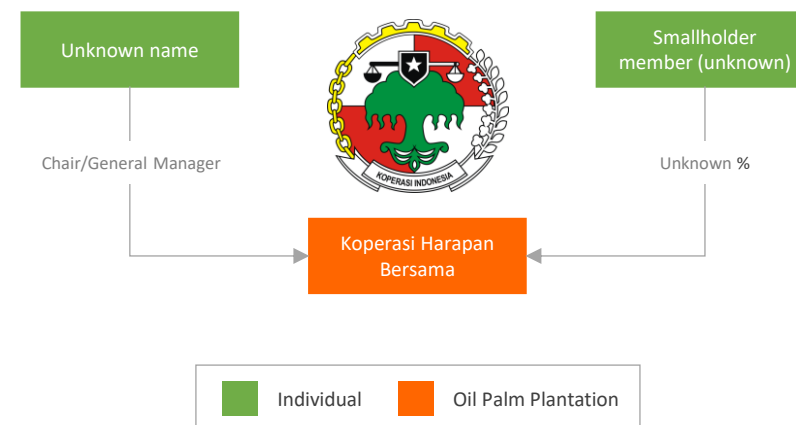 Unknown name
Smallholder
member (unknown)
KOPERASI INDONESIA
Chair/General Manager
Unknown %
Koperasi Harapan
Bersama
Individual
Oil Palm Plantation